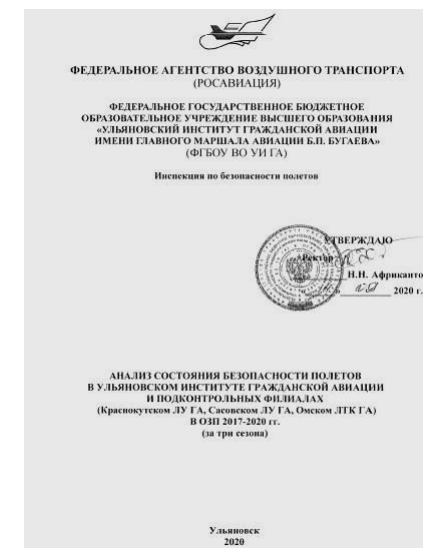 ФЕДЕРАЛЬНОЕ АГЕНТСТВО ВОЗДУШНОГО ТРАНСПОРТА
(РОСАВИАЦИЯ)
ФЕДЕРАЛЬНОЕ ГОСУДАРСТВЕННОЕ БЮДЖЕТНОЕ
ОБРАЗОВАТЕЛЬНОЕ УЧРЕЖДЕНИЕ ВЫСШЕГО ОБРАЗОВАНИЯ
«УЛЬЯНОВСКИЙ ИНСТИТУТ ГРАЖДАНСКОЙ АВИАЦИИ
ИМЕНИ ГЛАВНОГО МАРШАЛА АВИАЦИИ Б.П. БУГАЕВА»
(ФГБОУ ВО УИ ГА)
Инспекция по безопасности полетов
УТВЕРЖДАЮ
Ректор
Н.Н. Африканто
2020 г.
АНАЛИЗ СОСТОЯНИЯ БЕЗОПАСНОСТИ ПОЛЕТОВ
В УЛЬЯНОВСКОМ ИНСТИТУТЕ ГРАЖДАНСКОЙ АВИАЦИИ
И ПОДКОНТРОЛЬНЫХ ФИЛИАЛАХ
(Краснокутском ЛУ ГА, Сасовском ЛУ ГА, Омском ЛТК ГА)
В ОЗП 2017-2020 гг.
(за три сезона)
Ульяновск
2020